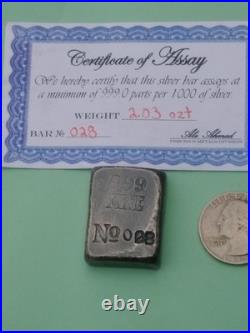 Certificate of Assay
We hereby certify that this silver bar assays at
a minimum of 999.0 parts per 1000 of silver.
WEIGHT 2.03 ozt
BAR № 028
999
FINE
No 028